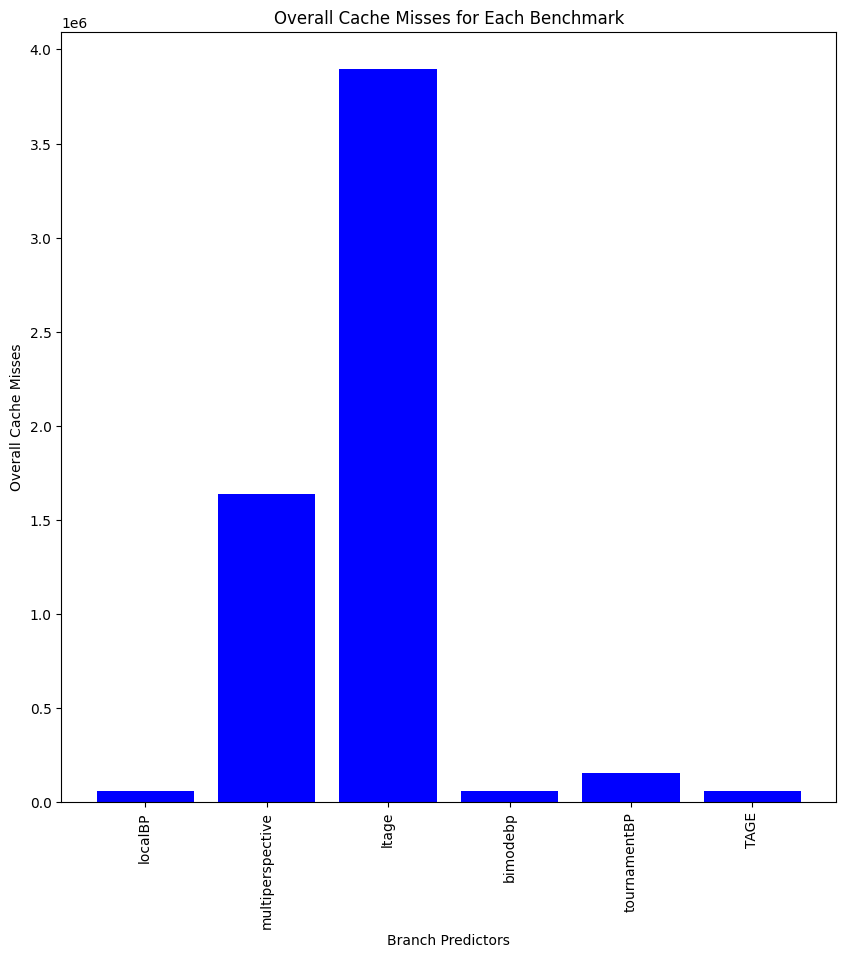 Overall Cache Misses for Each Benchmark
1e6
4.0
3.5
3.0
2.5
2.0
1.5
1.0
0.5
0.0
Overall Cache Misses
localBP
multiperspective
ltage
bimodebp
tournamentBP
TAGE
Branch Predictors